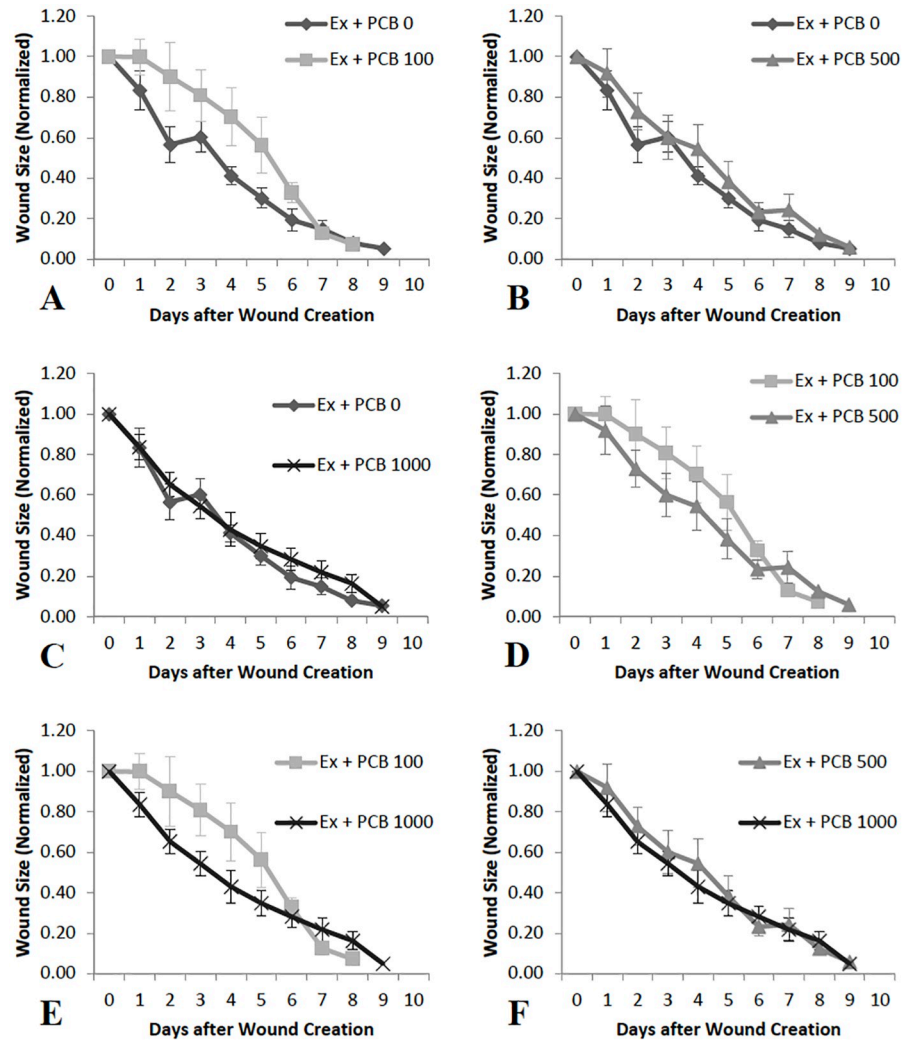 1.20
1.00
0.80
0.60
0.40
0.20
0.00
Wound Size (Normalized)
Ex + PCB 0
Ex + PCB 100
0 1 2 3 4 5 6 7 8 9 10
Days after Wound Creation
A
1.20
1.00
0.80
0.60
0.40
0.20
0.00
Wound Size (Normalized)
Ex + PCB 0
Ex + PCB 500
0 1 2 3 4 5 6 7 8 9 10
Days after Wound Creation
B
1.20
1.00
0.80
0.60
0.40
0.20
0.00
Wound Size (Normalized)
Ex + PCB 0
Ex + PCB 1000
0 1 2 3 4 5 6 7 8 9 10
Days after Wound Creation
C
1.20
1.00
0.80
0.60
0.40
0.20
0.00
Wound Size (Normalized)
Ex + PCB 100
Ex + PCB 500
0 1 2 3 4 5 6 7 8 9 10
Days after Wound Creation
D
1.20
1.00
0.80
0.60
0.40
0.20
0.00
Wound Size (Normalized)
Ex + PCB 100
Ex + PCB 1000
0 1 2 3 4 5 6 7 8 9 10
Days after Wound Creation
E
1.20
1.00
0.80
0.60
0.40
0.20
0.00
Wound Size (Normalized)
Ex + PCB 500
Ex + PCB 1000
0 1 2 3 4 5 6 7 8 9 10
Days after Wound Creation
F